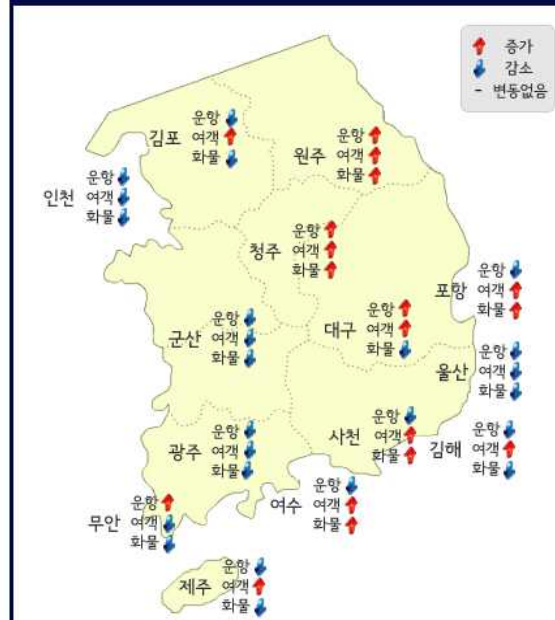 증가
감소
- 변동없음
운항
김포 여객
화물
운항
원주 여객
화물
운항
인천 여객
화물
운항
청주 여객
화물
운항
포항 여객
화물
운항
대구 여객
화물
운항
군산 여객
화물
운항
울산 여객
화물
운항
사천 여객
화물
운항
김해 여객
화물
운항
광주 여객
화물
운항
여수 여객
화물
운항
무안 여객
화물
운항
제주 여객
화물